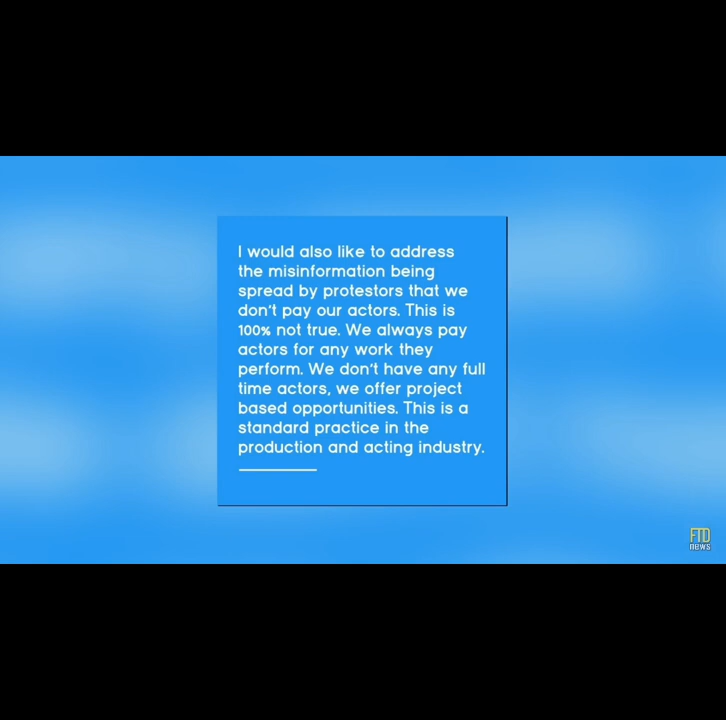 I would also like to address
the misinformation being
spread by protestors that we
don't pay our actors. This is
100% not true. We always pay
actors for any work they
perform. We don't have any full
time actors, we offer project
based opportunities. This is a
standard practice in the
production and acting industry.
FTD
news